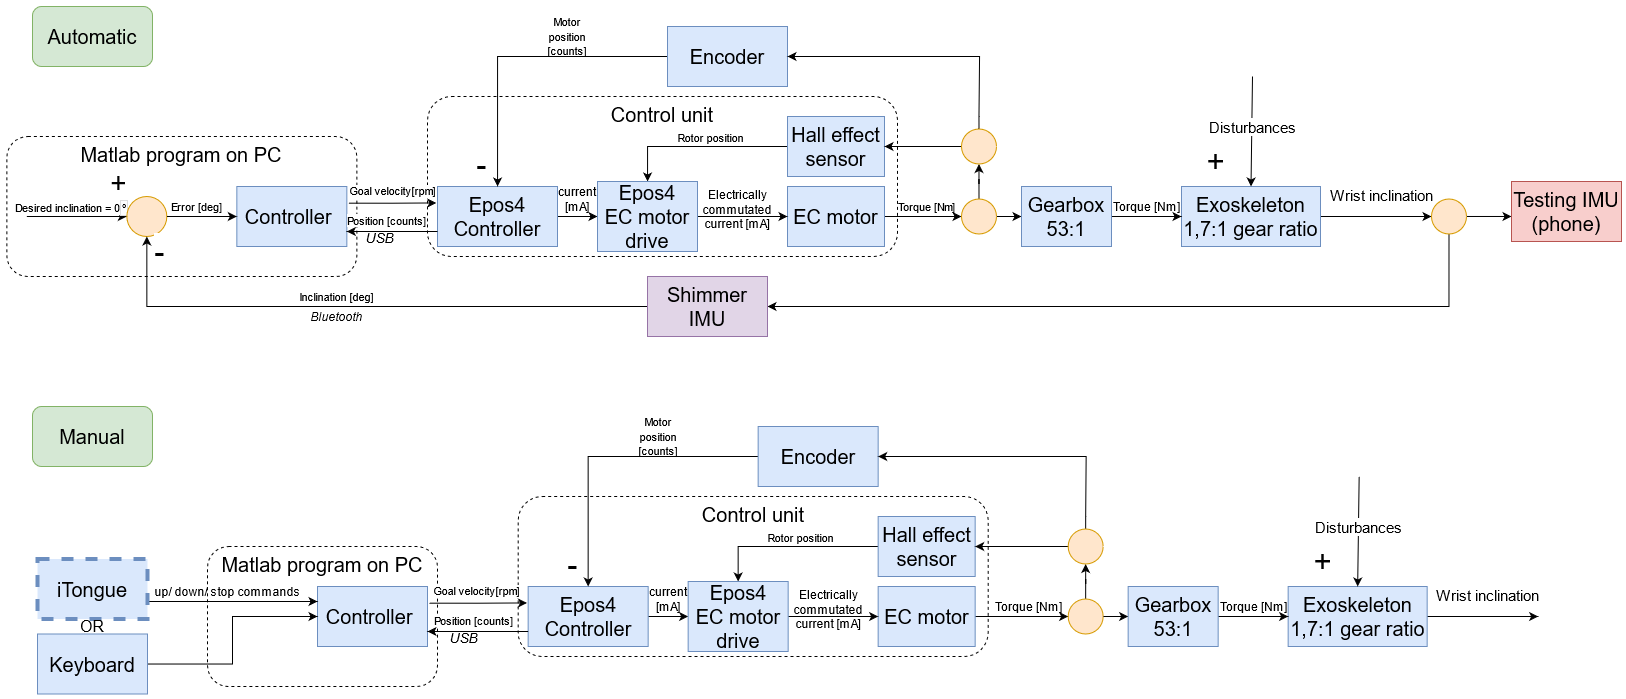 Automatic
Motor
position
[counts]
Encoder
Control unit
Matlab program on PC
+
Desired inclination = 0 °
Error [deg]
-
Controller
Goal velocity[rpm]
Position [counts]
USB
-
Epos4
Controller
current
[mA]
Rotor position
Epos4
EC motor
drive
Electrically
commutated
current [mA]
Hall effect
sensor
EC motor
Torque [Nm]
Gearbox
53:1
Torque [Nm]
Disturbances
+
Exoskeleton
1,7:1 gear ratio
Wrist inclination
Testing IMU
(phone)
Inclination [deg]
Bluetooth
Shimmer
IMU
Manual
Motor
position
[counts]
Encoder
Control unit
iTongue
OR
Keyboard
up/ down/ stop commands
Matlab program on PC
Controller
Goal velocity[rpm]
Position [counts]
USB
-
Epos4
Controller
current
[mA]
Rotor position
Epos4
EC motor
drive
Electrically
commutated
current [mA]
Hall effect
sensor
EC motor
Torque [Nm]
Gearbox
53:1
Torque [Nm]
Disturbances
+
Exoskeleton
1,7:1 gear ratio
Wrist inclination